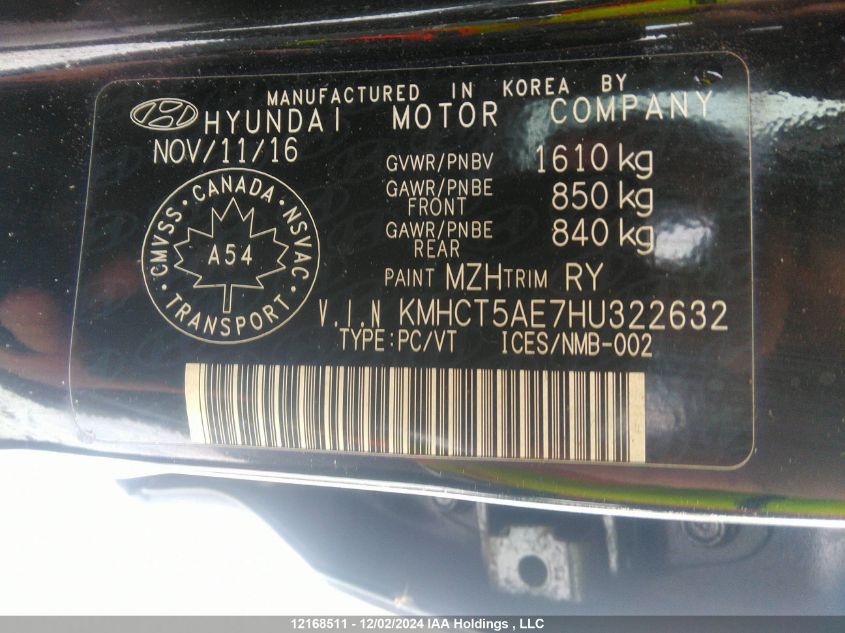 MANUFACTURED IN KOREA BY
HYUNDAI MOTOR COMPANY
NOV/11/16
GVWR/PNBV 1610 kg
GAWR/PNBE FRONT 850 kg
GAWR/PNBE REAR 840 kg
CMVSS · CANADA · NSVAC · TRANSPORT ·
A54
PAINT MZH TRIM RY
V.I.N KMHCT5AE7HU322632
TYPE:PC/VT ICES/NMB-002
12168511 - 12/02/2024 IAA Holdings , LLC